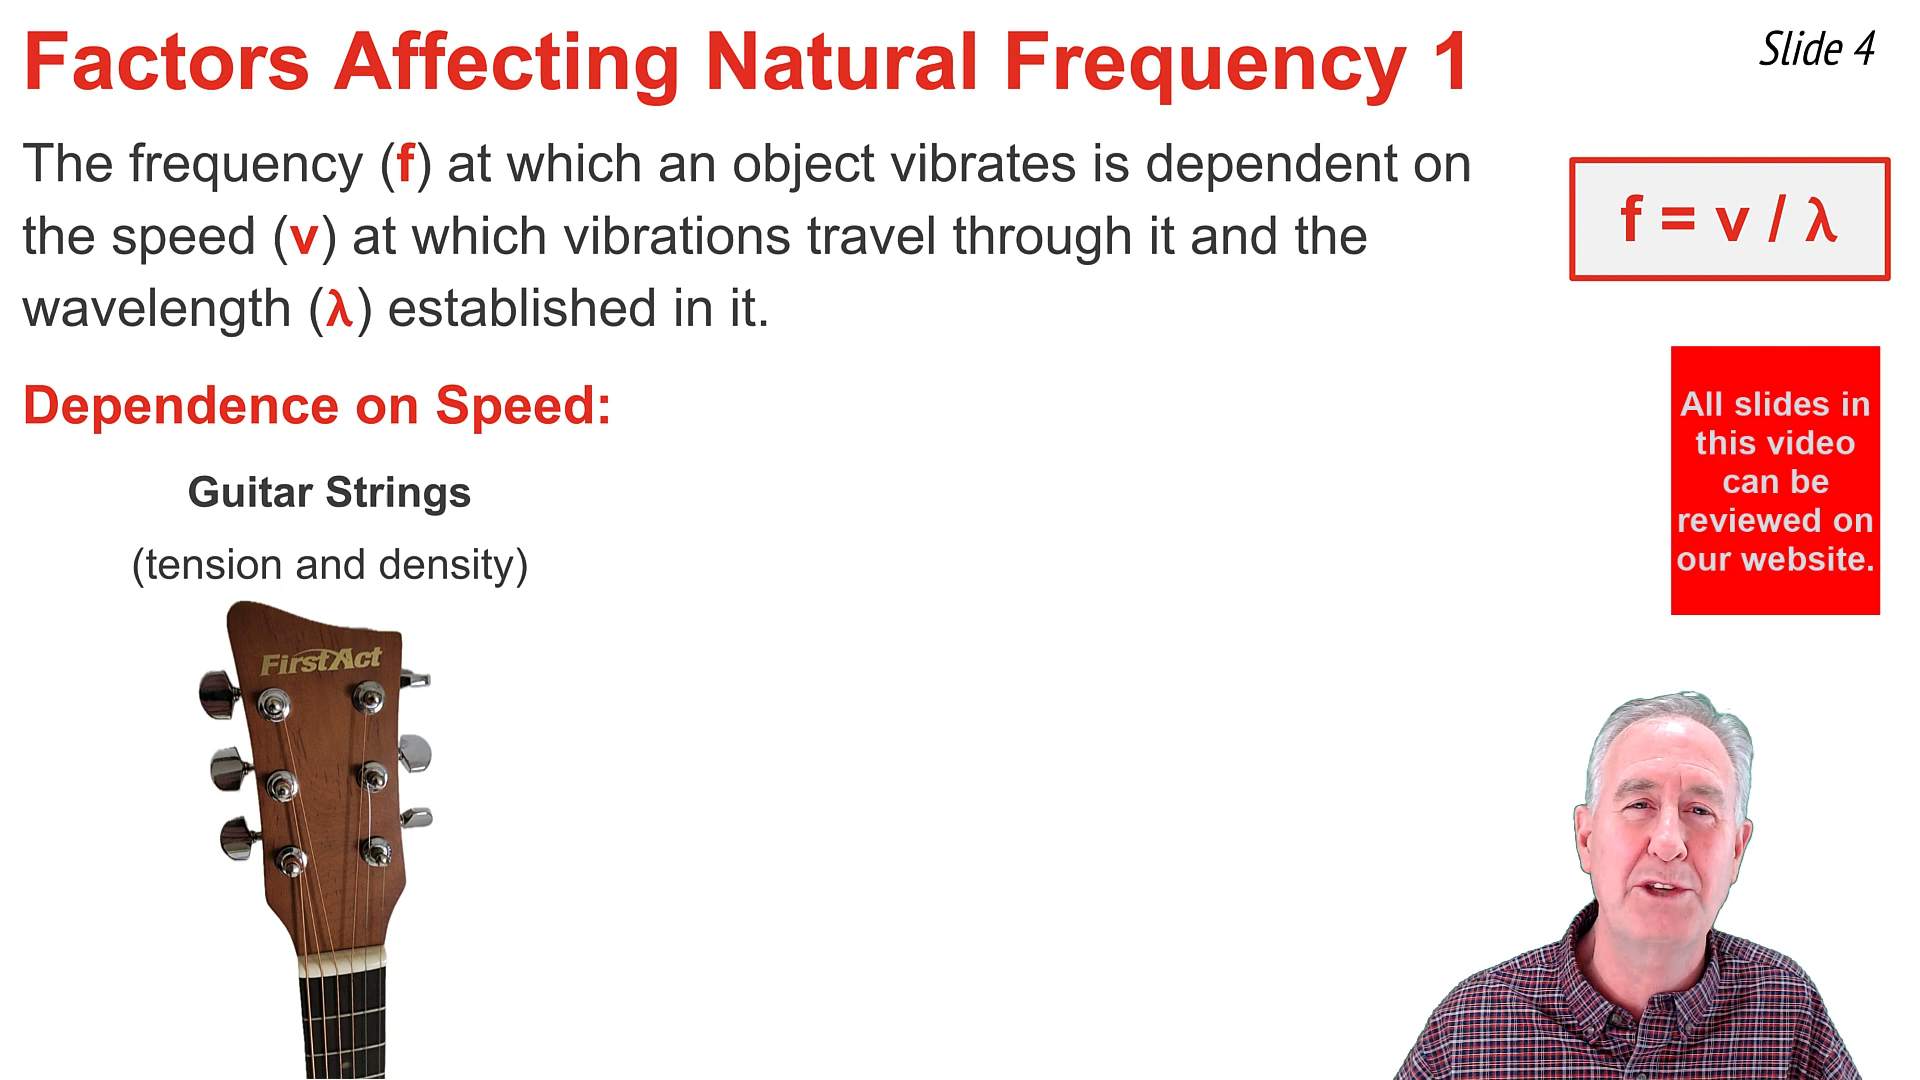 Factors Affecting Natural Frequency 1
Slide 4
The frequency (f) at which an object vibrates is dependent on
the speed (v) at which vibrations travel through it and the
wavelength (λ) established in it.
f = v / λ
Dependence on Speed:
Guitar Strings
(tension and density)
FirstAct
All slides in
this video
can be
reviewed on
our website.